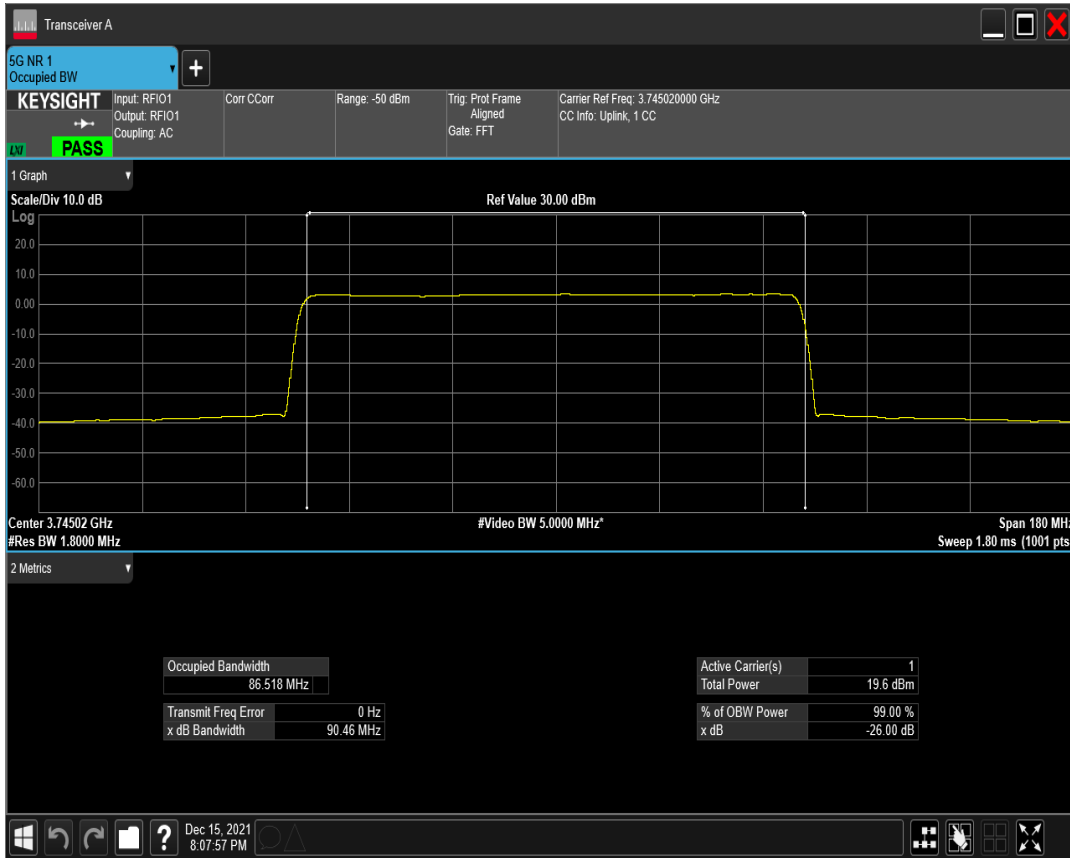 Transceiver A
5G NR 1
Occupied BW
KEYSIGHT
LXI
PASS
Input: RFIO1
Output: RFIO1
Coupling: AC
Corr CCorr
Range: -50 dBm
Trig: Prot Frame
Aligned
Gate: FFT
Carrier Ref Freq: 3.745020000 GHz
CC Info: Uplink, 1 CC
1 Graph
Scale/Div 10.0 dB
Ref Value 30.00 dBm
Log
20.0
10.0
0.00
-10.0
-20.0
-30.0
-40.0
-50.0
-60.0
Center 3.74502 GHz
#Video BW 5.0000 MHz*
Span 180 MHz
#Res BW 1.8000 MHz
Sweep 1.80 ms (1001 pts
2 Metrics
Occupied Bandwidth
86.518 MHz
Transmit Freq Error 0 Hz
x dB Bandwidth 90.46 MHz
Active Carrier(s) 1
Total Power 19.6 dBm
% of OBW Power 99.00 %
x dB -26.00 dB
?
Dec 15, 2021
8:07:57 PM